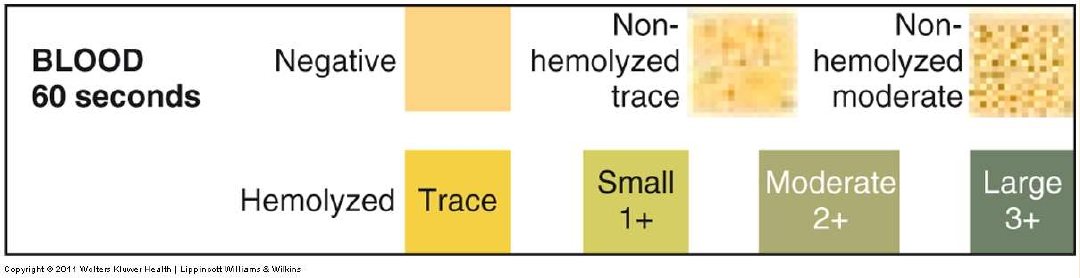 BLOOD
60 seconds
Negative
Non-
hemolyzed
trace
Non-
hemolyzed
moderate
Hemolyzed
Trace
Small
1+
Moderate
2+
Large
3+
Copyright © 2011 Wolters Kluwer Health | Lippincott Williams & Wilkins